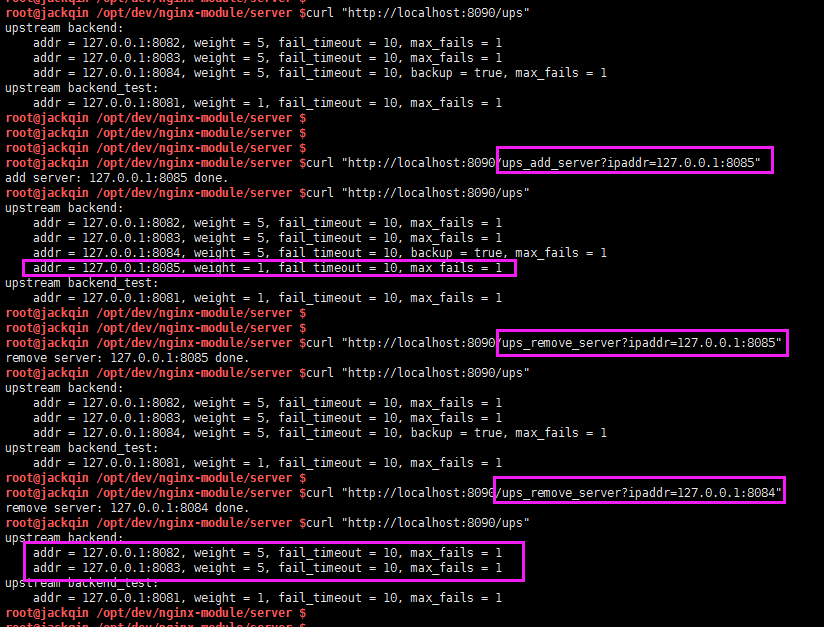 root@jackqin /opt/dev/nginx-module/server $
root@jackqin /opt/dev/nginx-module/server $curl "http://localhost:8090/ups"
upstream backend:
    addr = 127.0.0.1:8082, weight = 5, fail_timeout = 10, max_fails = 1
    addr = 127.0.0.1:8083, weight = 5, fail_timeout = 10, max_fails = 1
    addr = 127.0.0.1:8084, weight = 5, fail_timeout = 10, backup = true, max_fails = 1
upstream backend_test:
    addr = 127.0.0.1:8081, weight = 1, fail_timeout = 10, max_fails = 1
root@jackqin /opt/dev/nginx-module/server $
root@jackqin /opt/dev/nginx-module/server $
root@jackqin /opt/dev/nginx-module/server $
root@jackqin /opt/dev/nginx-module/server $curl "http://localhost:8090/ups_add_server?ipaddr=127.0.0.1:8085"
add server: 127.0.0.1:8085 done.
root@jackqin /opt/dev/nginx-module/server $curl "http://localhost:8090/ups"
upstream backend:
    addr = 127.0.0.1:8082, weight = 5, fail_timeout = 10, max_fails = 1
    addr = 127.0.0.1:8083, weight = 5, fail_timeout = 10, max_fails = 1
    addr = 127.0.0.1:8084, weight = 5, fail_timeout = 10, backup = true, max_fails = 1
    addr = 127.0.0.1:8085, weight = 1, fail_timeout = 10, max_fails = 1
upstream backend_test:
    addr = 127.0.0.1:8081, weight = 1, fail_timeout = 10, max_fails = 1
root@jackqin /opt/dev/nginx-module/server $
root@jackqin /opt/dev/nginx-module/server $
root@jackqin /opt/dev/nginx-module/server $curl "http://localhost:8090/ups_remove_server?ipaddr=127.0.0.1:8085"
remove server: 127.0.0.1:8085 done.
root@jackqin /opt/dev/nginx-module/server $curl "http://localhost:8090/ups"
upstream backend:
    addr = 127.0.0.1:8082, weight = 5, fail_timeout = 10, max_fails = 1
    addr = 127.0.0.1:8083, weight = 5, fail_timeout = 10, max_fails = 1
    addr = 127.0.0.1:8084, weight = 5, fail_timeout = 10, backup = true, max_fails = 1
upstream backend_test:
    addr = 127.0.0.1:8081, weight = 1, fail_timeout = 10, max_fails = 1
root@jackqin /opt/dev/nginx-module/server $
root@jackqin /opt/dev/nginx-module/server $curl "http://localhost:8090/ups_remove_server?ipaddr=127.0.0.1:8084"
remove server: 127.0.0.1:8084 done.
root@jackqin /opt/dev/nginx-module/server $curl "http://localhost:8090/ups"
upstream backend:
    addr = 127.0.0.1:8082, weight = 5, fail_timeout = 10, max_fails = 1
    addr = 127.0.0.1:8083, weight = 5, fail_timeout = 10, max_fails = 1
upstream backend_test:
    addr = 127.0.0.1:8081, weight = 1, fail_timeout = 10, max_fails = 1
root@jackqin /opt/dev/nginx-module/server $
root@jackqin /opt/dev/nginx-module/server $